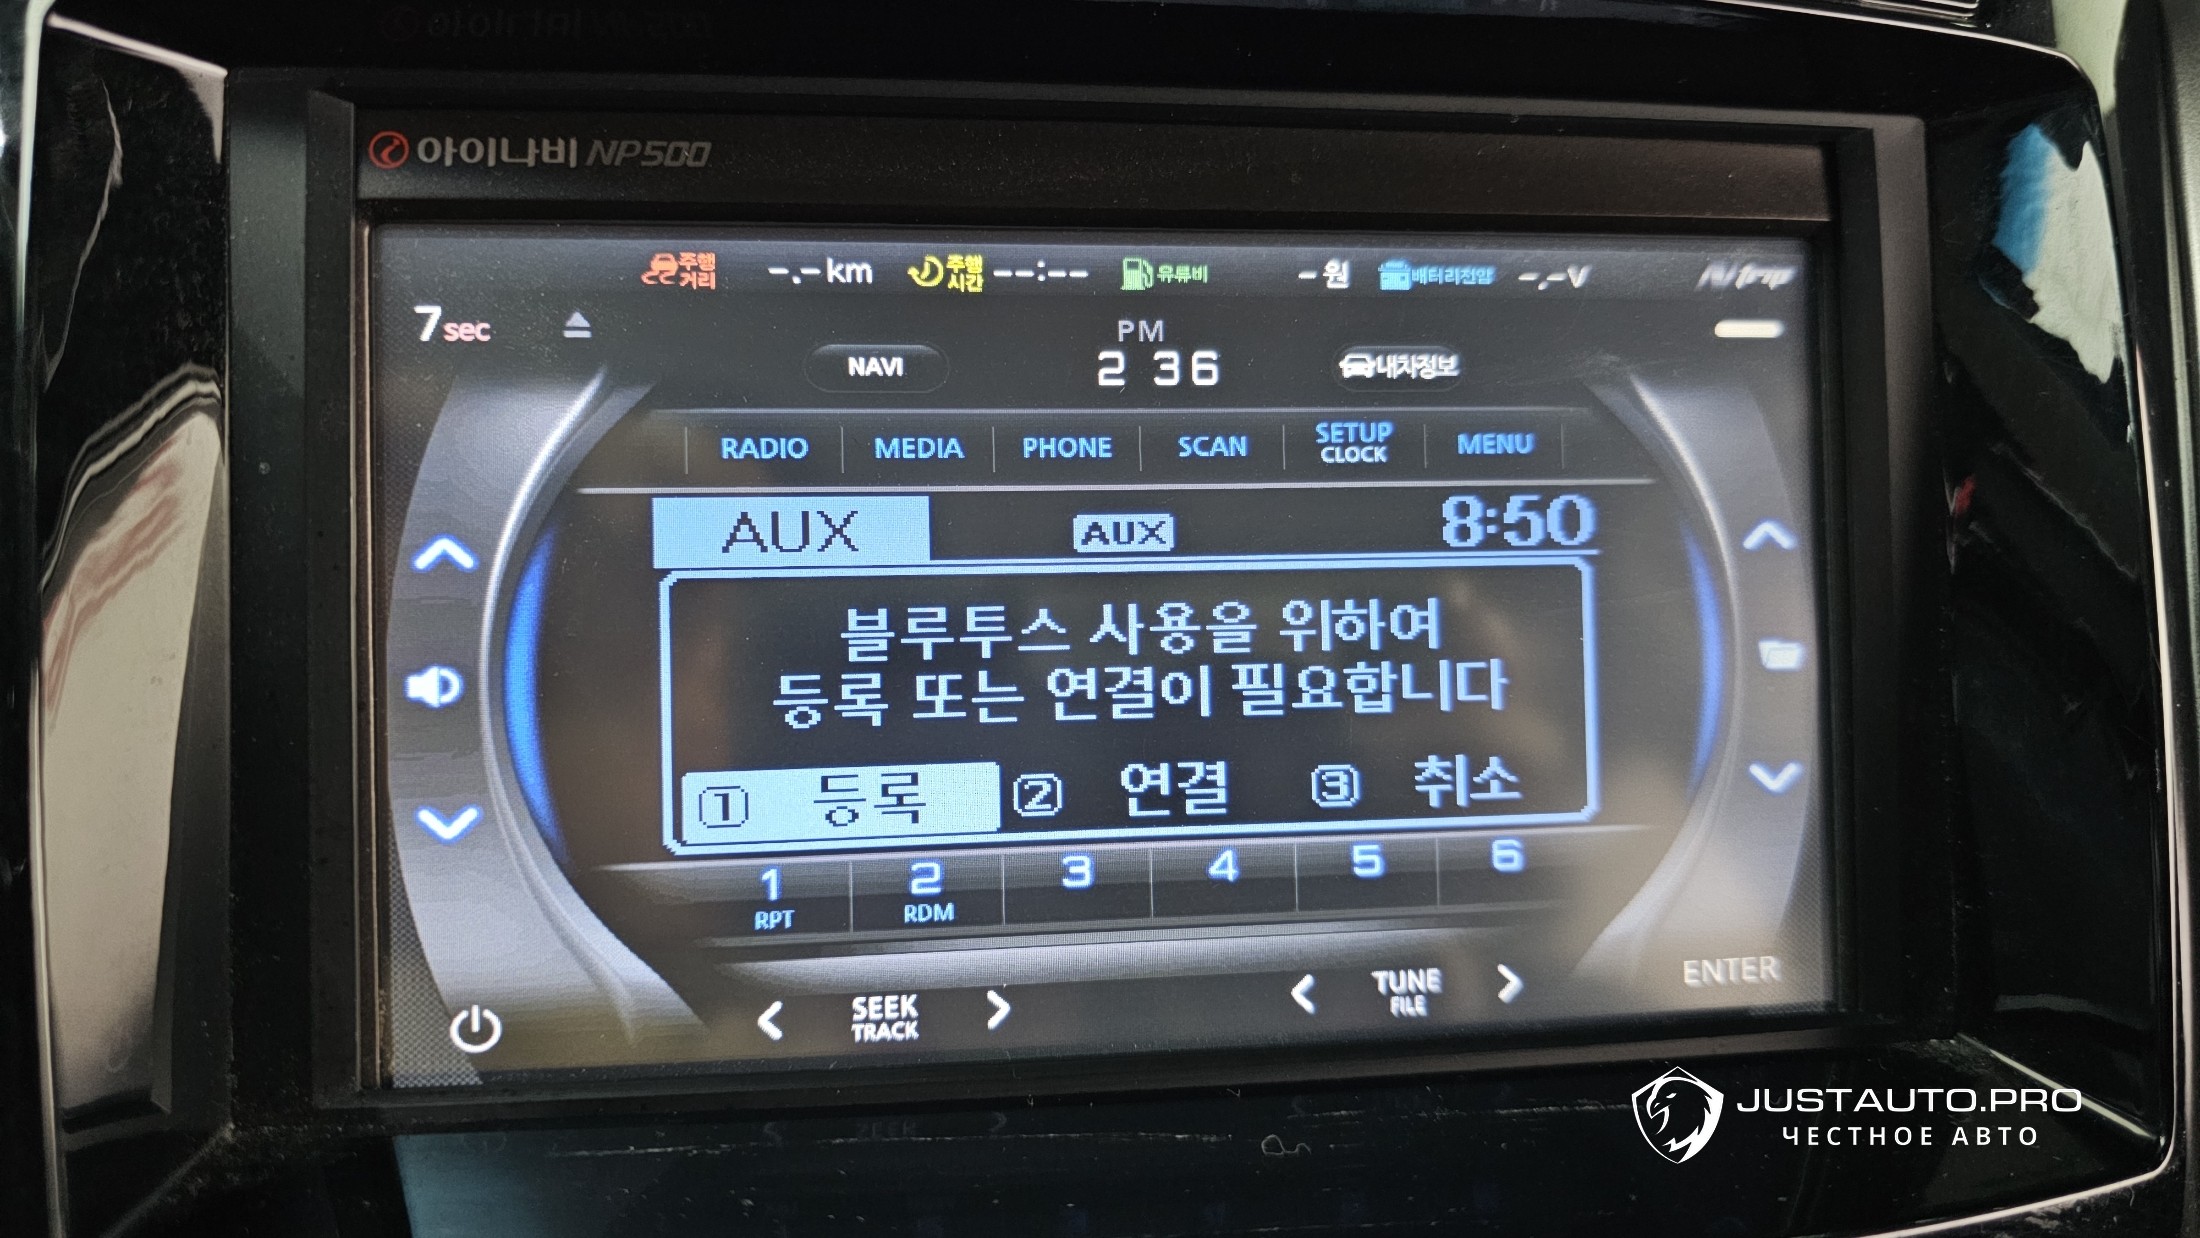 아이나비 NP500
주행거리 -.-km 주행시간 --:-- 유류비 -원 배터리전압 -.-V
7sec PM
NAVI 2 36 내차정보
RADIO MEDIA PHONE SCAN SETUP CLOCK MENU
AUX AUX 8:50
블루투스 사용을 위하여
등록 또는 연결이 필요합니다
① 등록 ② 연결 ③ 취소
1 2 3 4 5 6
RPT RDM
ENTER
< SEEK TRACK > < TUNE FILE >
JUSTAUTO.PRO
ЧЕСТНОЕ АВТО